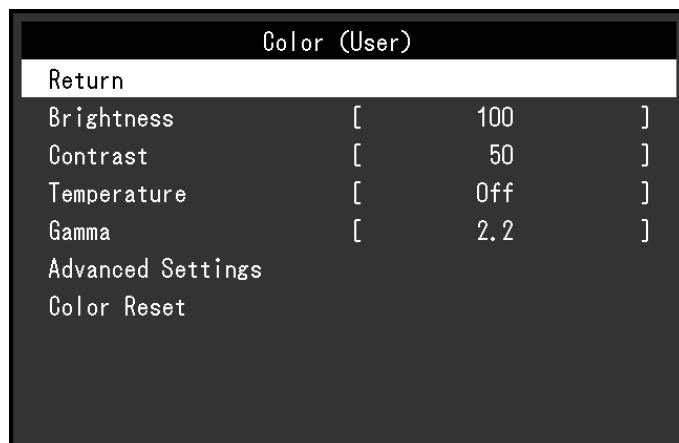 Color (User)
Return
Brightness [ 100 ]
Contrast [ 50 ]
Temperature [ Off ]
Gamma [ 2.2 ]
Advanced Settings
Color Reset